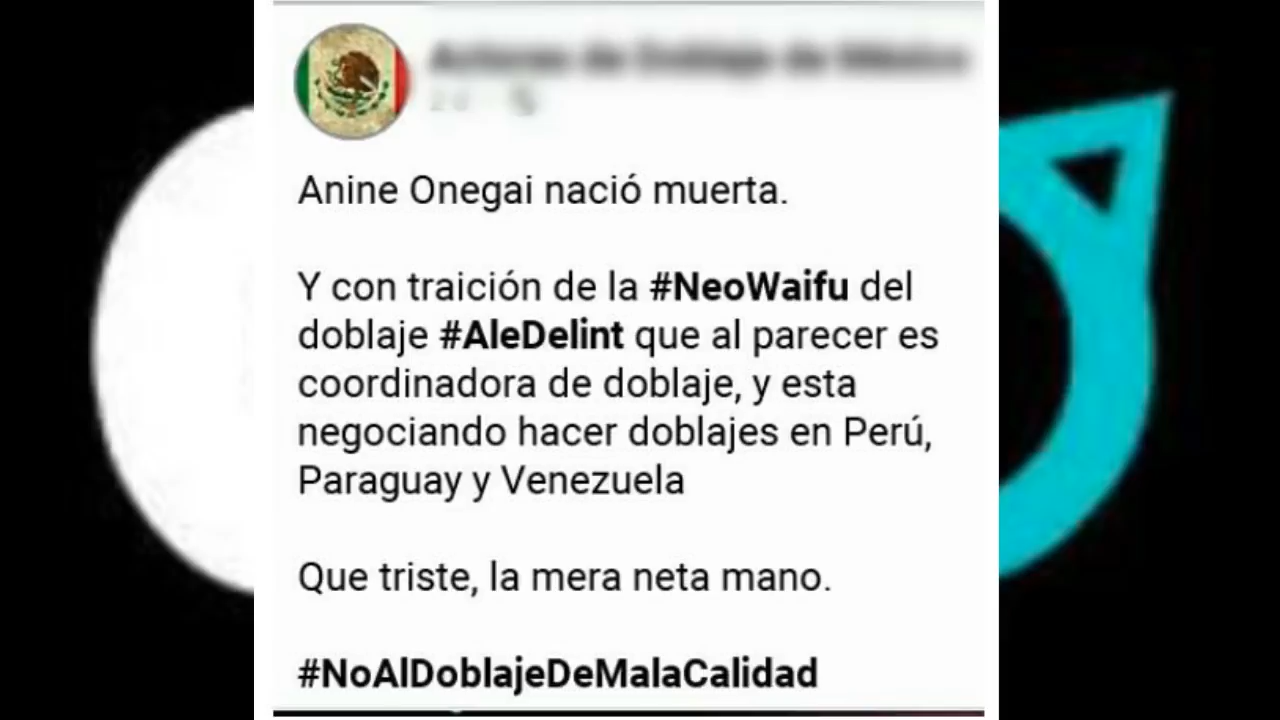 Anine Onegai nació muerta.
Y con traición de la #NeoWaifu del
doblaje #AleDelint que al parecer es
coordinadora de doblaje, y esta
negociando hacer doblajes en Perú,
Paraguay y Venezuela
Que triste, la mera neta mano.
#NoAlDoblajeDeMalaCalidad